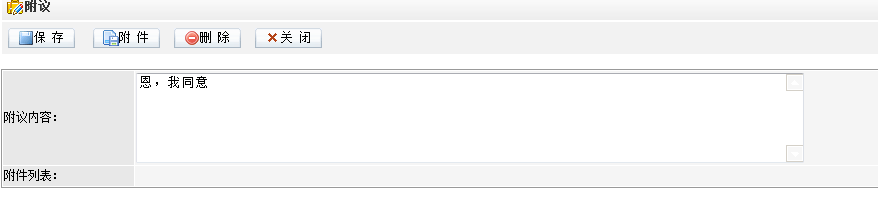 附议
保 存 附 件 删 除 关 闭
附议内容：
恩，我同意
附件列表：